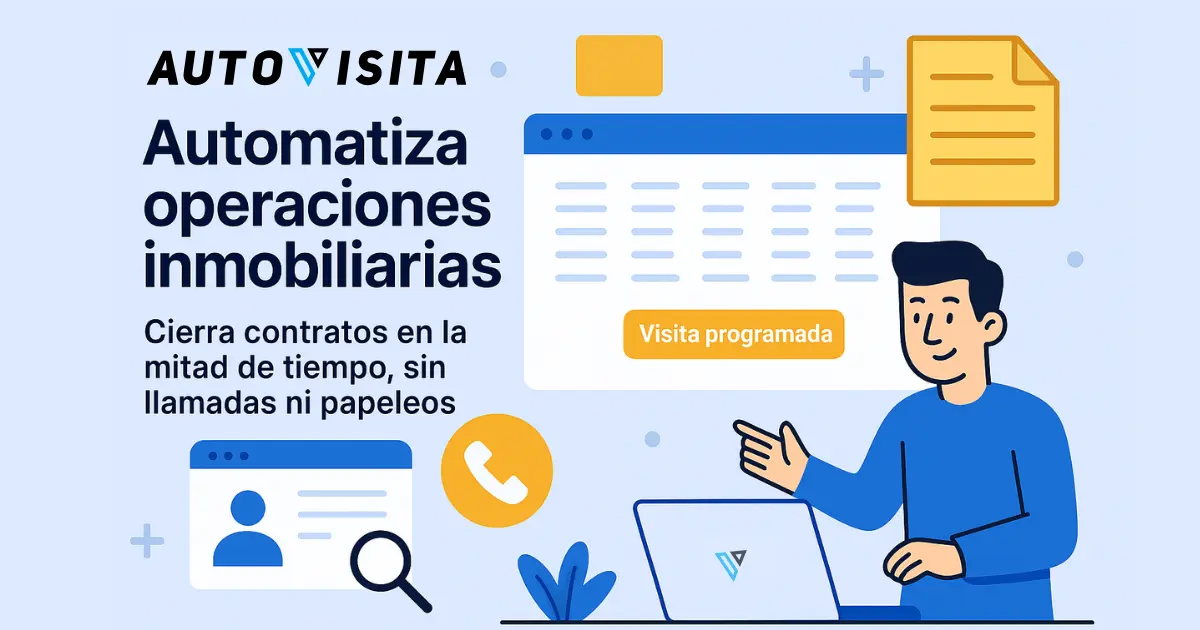 AUTOVISITA
Automatiza
operaciones
inmobiliarias
Cierra contratos en la
mitad de tiempo, sin
llamadas ni papeleos
Visita programada